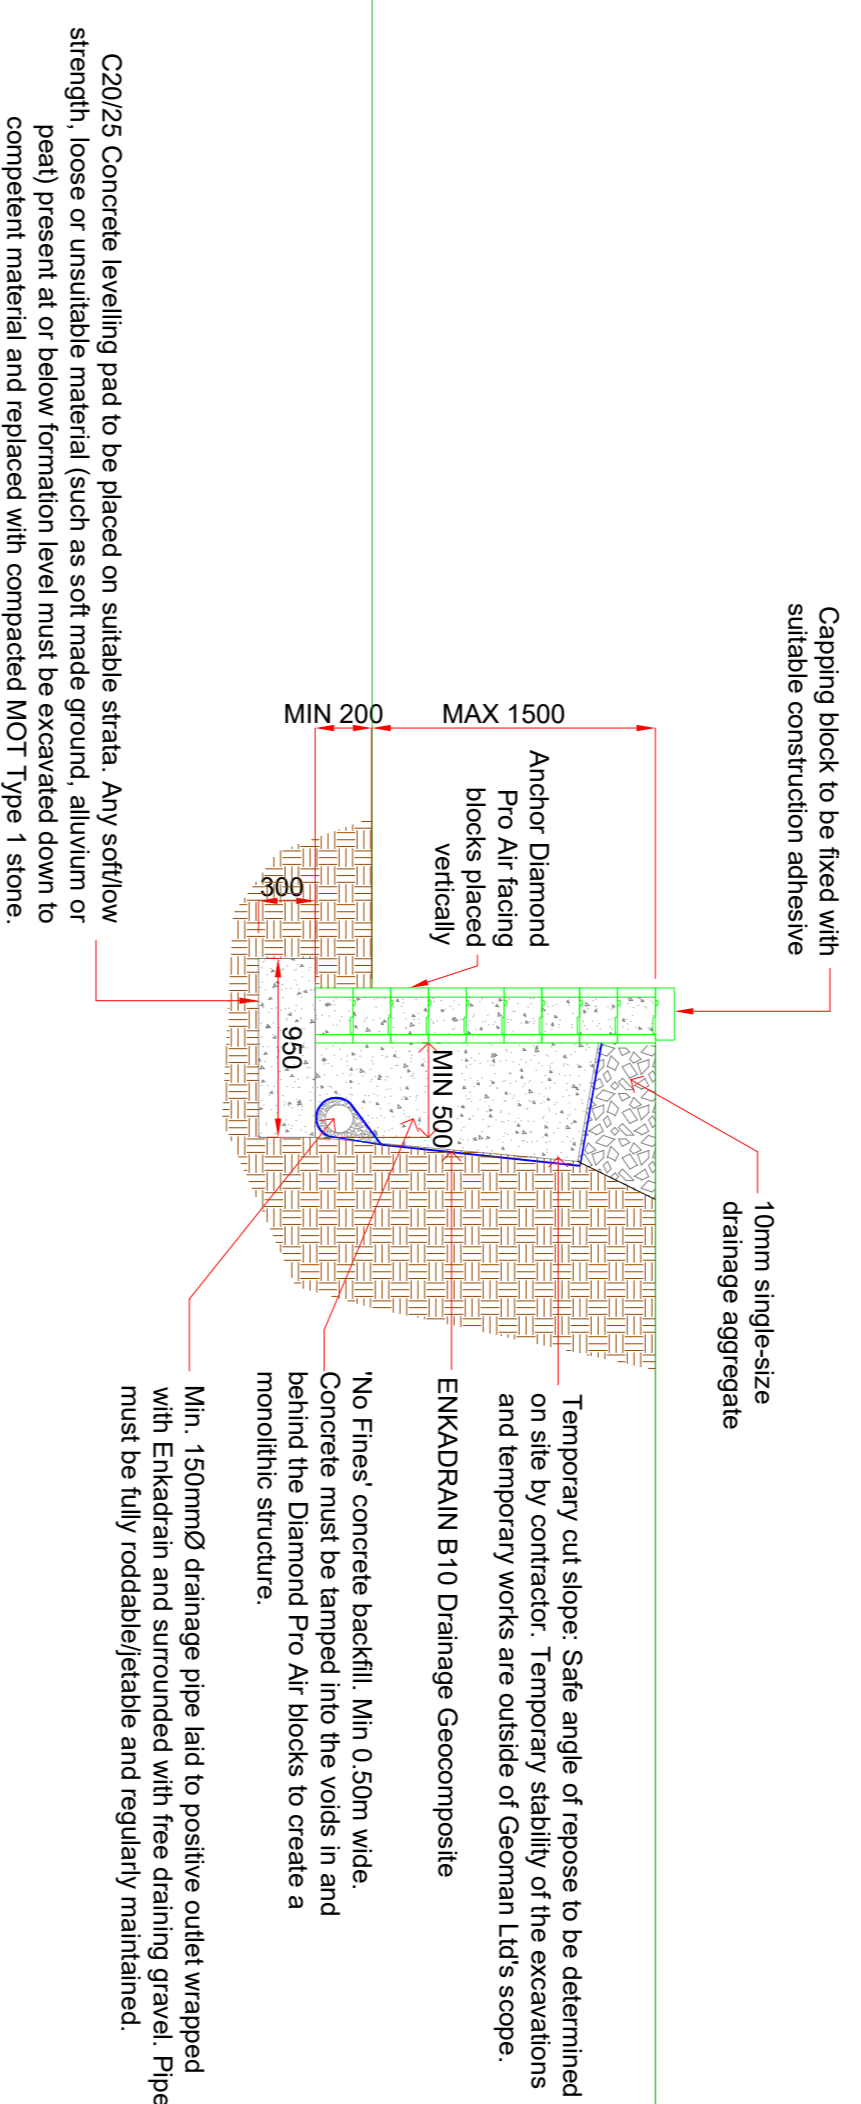 Capping block to be fixed with
suitable construction adhesive
10mm single-size
drainage aggregate
MAX 1500
MIN 200
Anchor Diamond
Pro Air facing
blocks placed
vertically
300
950
MIN 500
Temporary cut slope: Safe angle of repose to be determined
on site by contractor. Temporary stability of the excavations
and temporary works are outside of Geoman Ltd's scope.
ENKADRAIN B10 Drainage Geocomposite
'No Fines' concrete backfill. Min 0.50m wide.
Concrete must be tamped into the voids in and
behind the Diamond Pro Air blocks to create a
monolithic structure.
Min. 150mmØ drainage pipe laid to positive outlet wrapped
with Enkadrain and surrounded with free draining gravel. Pipe
must be fully roddable/jetable and regularly maintained.
C20/25 Concrete levelling pad to be placed on suitable strata. Any soft/low
strength, loose or unsuitable material (such as soft made ground, alluvium or
peat) present at or below formation level must be excavated down to
competent material and replaced with compacted MOT Type 1 stone.